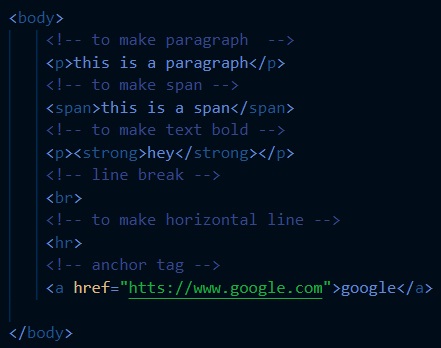 <body>
<!-- to make paragraph  -->
<p>this is a paragraph</p>
<!-- to make span -->
<span>this is a span</span>
<!-- to make text bold -->
<p><strong>hey</strong></p>
<!-- line break -->
<br>
<!-- to make horizontal line -->
<hr>
<!-- anchor tag -->
<a href="htts://www.google.com">google</a>
</body>